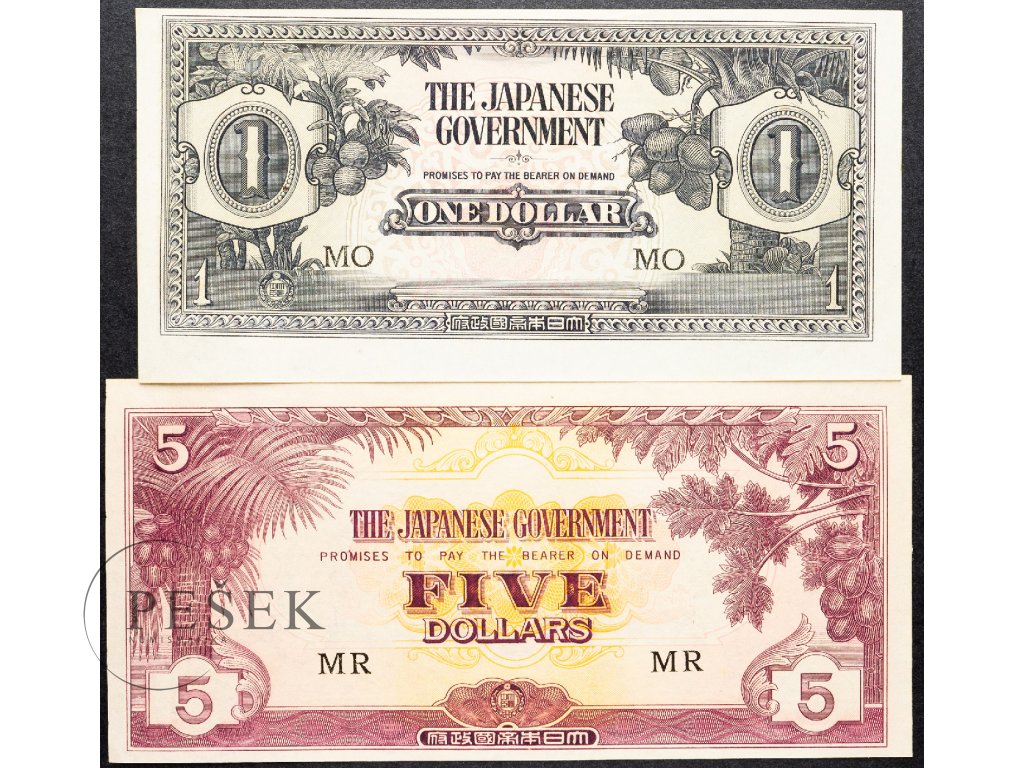 1
THE JAPANESE
GOVERNMENT
1
PROMISES TO PAY THE BEARER ON DEMAND
ONE DOLLAR
MO MO
1 1
大日本帝國政府
5 5
THE JAPANESE GOVERNMENT
PROMISES TO PAY THE BEARER ON DEMAND
FIVE
DOLLARS
PEŠEK
MR MR
5 5
大日本帝國政府